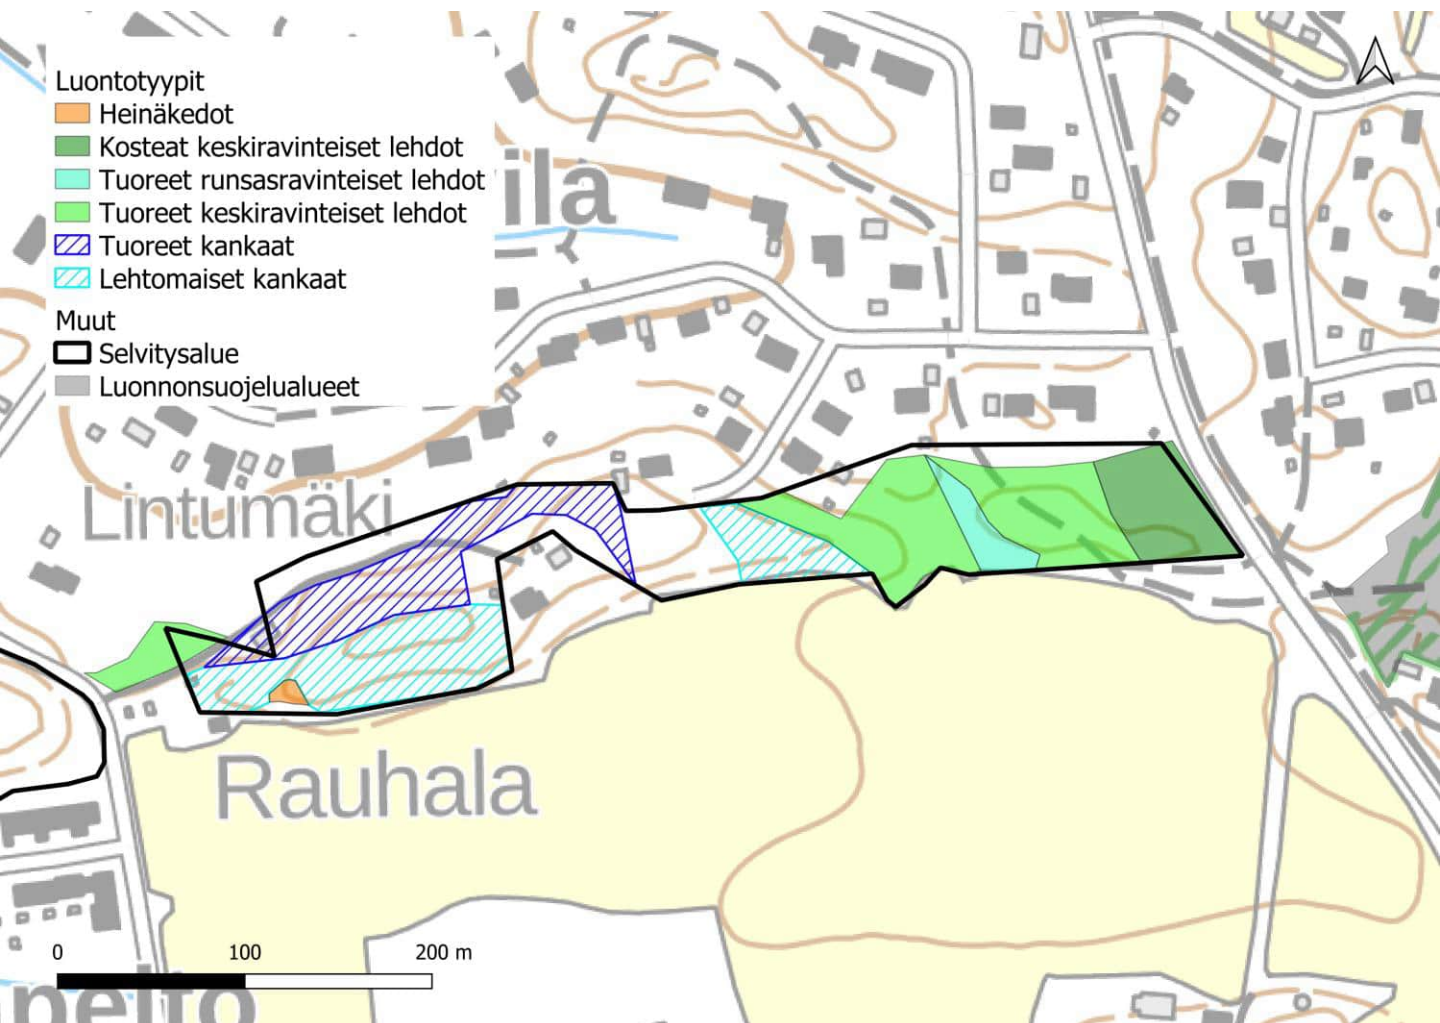 Luontotyypit
Heinäkedot
Kosteat keskiravinteiset lehdot
Tuoreet runsasravinteiset lehdot
Tuoreet keskiravinteiset lehdot
Tuoreet kankaat
Lehtomaiset kankaat
Muut
Selvitysalue
Luonnonsuojelualueet
ila
Lintumäki
Rauhala
0 100 200 m
pelto